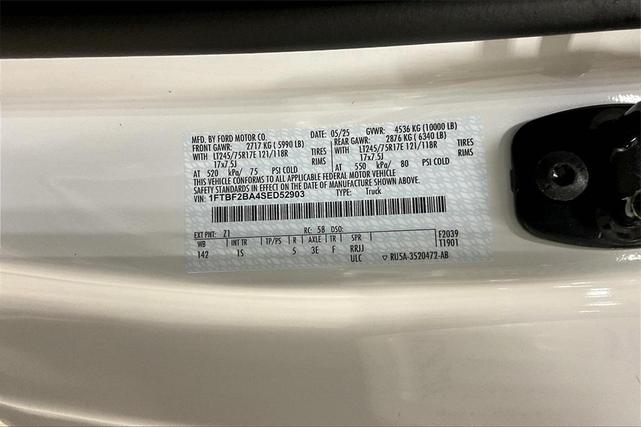 MFD. BY FORD MOTOR CO. DATE: 05/25 GVWR: 4536 KG (10000 LB)
FRONT GAWR: 2717 KG (5990 LB) REAR GAWR: 2876 KG (6340 LB)
WITH LT245/75R17E 121/118R TIRES WITH LT245/75R17E 121/118R TIRES
17x7.5J RIMS 17x7.5J RIMS
AT 520 kPa/ 75 PSI COLD AT 550 kPa/ 80 PSI COLD
THIS VEHICLE CONFORMS TO ALL APPLICABLE FEDERAL MOTOR VEHICLE
SAFETY STANDARDS IN EFFECT ON THE DATE OF MANUFACTURE SHOWN ABOVE.
VIN: 1FTBF2BA4SED52903 TYPE: Truck
EXT PNT: Z1 RC: 58 DSO: F2039
WB INT TR TP/PS R AXLE TR SPR T1901
142 1S 5 3E F RRJJ
ULC ▽ RU5A-3520472-AB